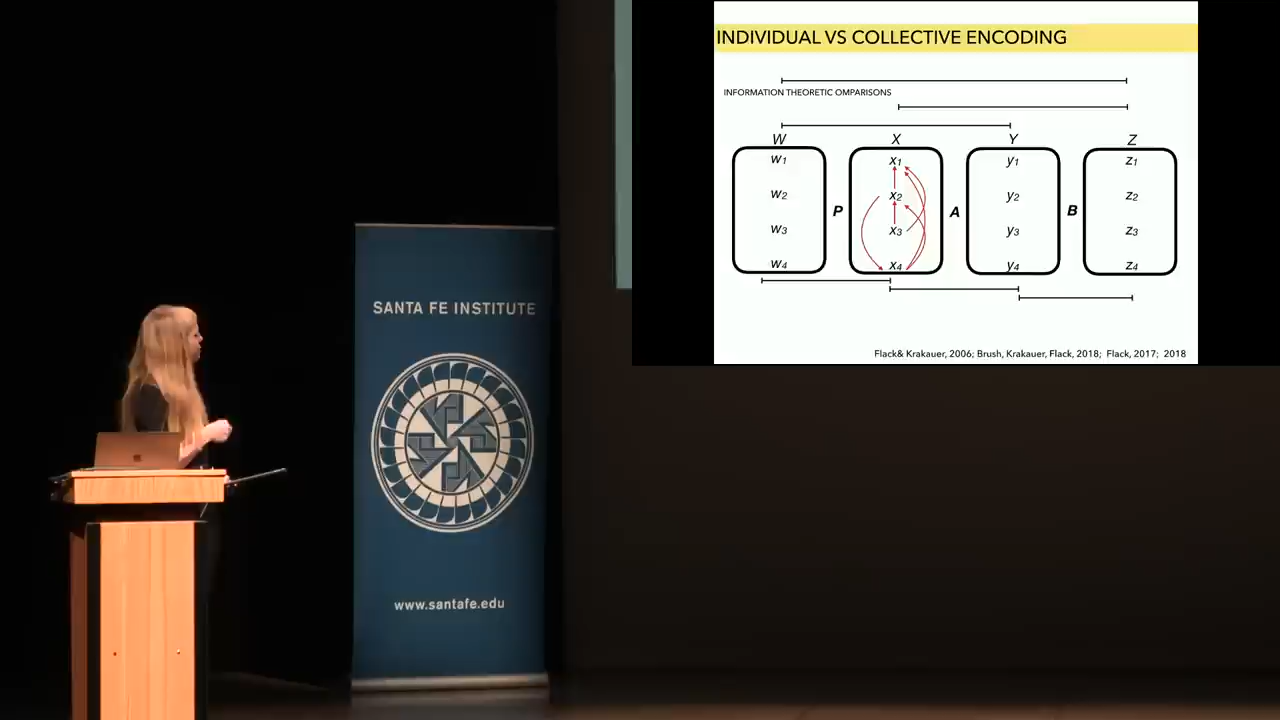 INDIVIDUAL VS COLLECTIVE ENCODING
INFORMATION THEORETIC OMPARISONS
W X Y Z
w1 x1 y1 z1
w2 x2 y2 z2
P A B
w3 x3 y3 z3
w4 x4 y4 z4
Flack& Krakauer, 2006; Brush, Krakauer, Flack, 2018; Flack, 2017; 2018
SANTA FE INSTITUTE
www.santafe.edu